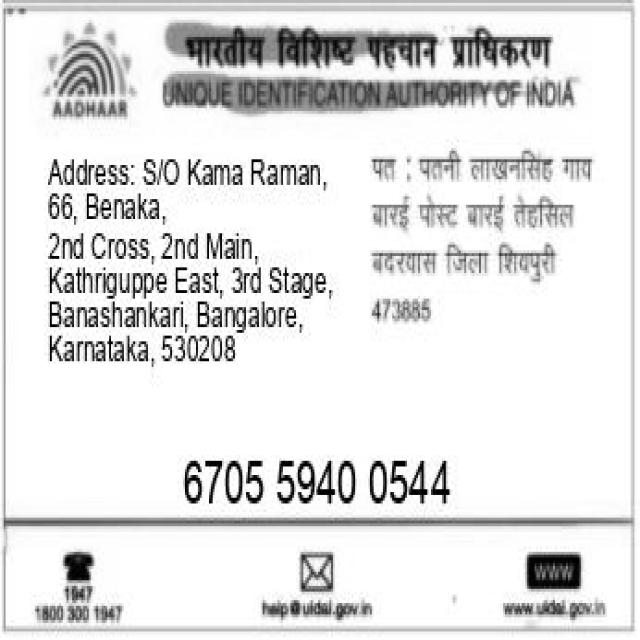 भारतीय विशिष्ट पहचान प्राधिकरण
AADHAAR
UNIQUE IDENTIFICATION AUTHORITY OF INDIA
Address: S/O Kama Raman,
66, Benaka,
2nd Cross, 2nd Main,
Kathriguppe East, 3rd Stage,
Banashankari, Bangalore,
Karnataka, 530208
पत : पतनी लाखनसिंह गाय
बारई पोस्ट बारई तेहसिल
बदरवास जिला शिवपुरी
473885
6705 5940 0544
1947
1800 300 1947
help@uidai.gov.in
WWW
www.uidai.gov.in